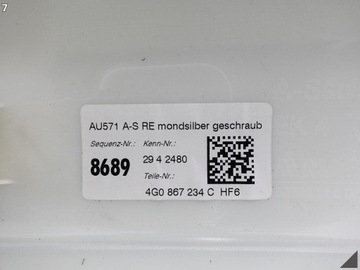 7
AU571 A-S RE mondsilber geschraub
Sequenz-Nr.: Kenn-Nr.:
8689 29 4 2480
Teile-Nr.:
4G0 867 234 C HF6